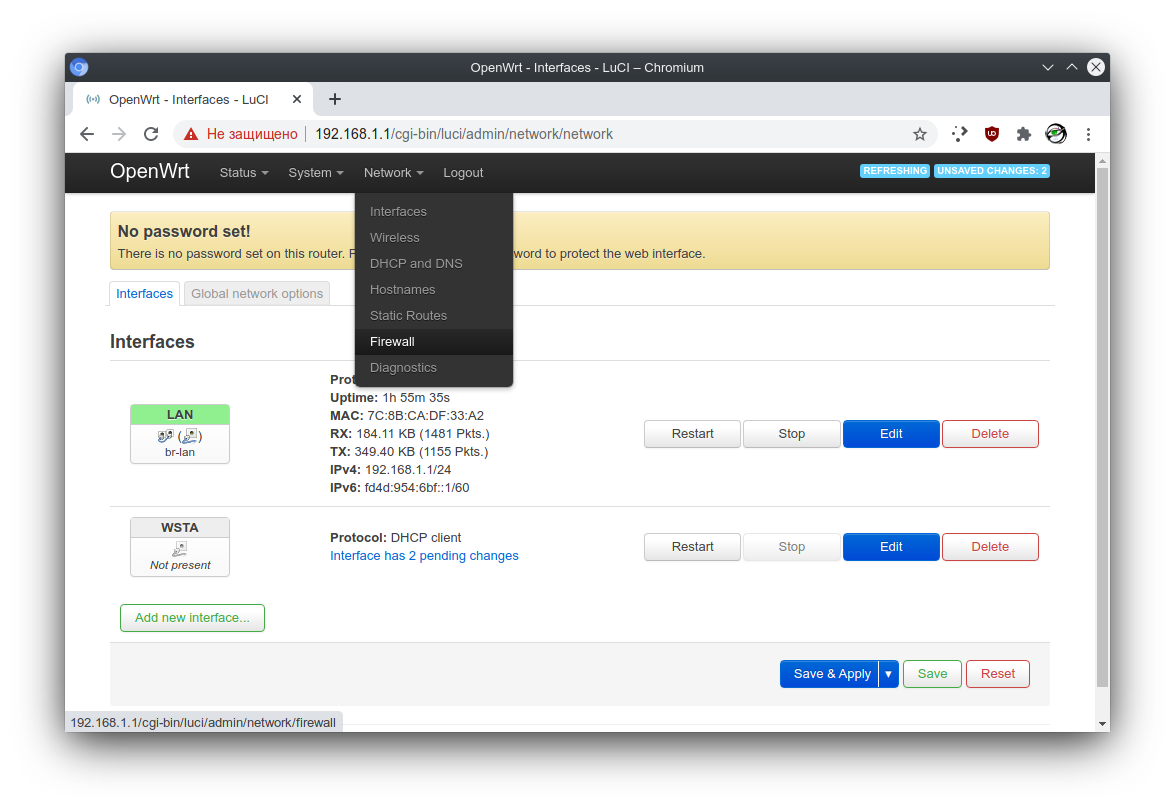 OpenWrt - Interfaces - LuCI – Chromium
OpenWrt - Interfaces - LuCI
Не защищено 192.168.1.1/cgi-bin/luci/admin/network/network
OpenWrt Status System Network Logout REFRESHING UNSAVED CHANGES: 2
Interfaces
Wireless
DHCP and DNS
Hostnames
Static Routes
Firewall
Diagnostics
No password set!
There is no password set on this router. P word to protect the web interface.
Interfaces Global network options
Interfaces
LAN
br-lan
Prot
Uptime: 1h 55m 35s
MAC: 7C:8B:CA:DF:33:A2
RX: 184.11 KB (1481 Pkts.)
TX: 349.40 KB (1155 Pkts.)
IPv4: 192.168.1.1/24
IPv6: fd4d:954:6bf::1/60
Restart Stop Edit Delete
WSTA
Not present
Protocol: DHCP client
Interface has 2 pending changes
Restart Stop Edit Delete
Add new interface...
Save & Apply Save Reset
192.168.1.1/cgi-bin/luci/admin/network/firewall